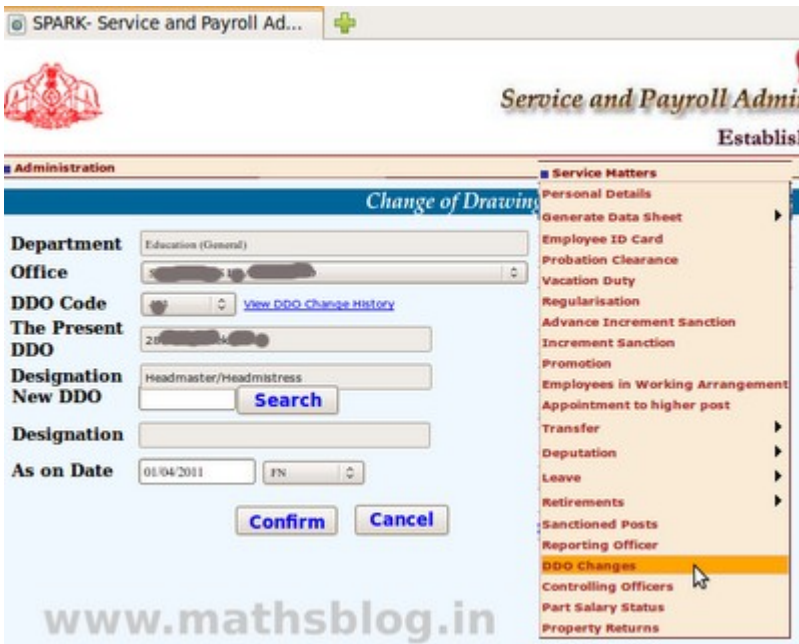 SPARK- Service and Payroll Ad...
Service and Payroll Admi
Establis
Administration
Service Matters
Change of Drawing
Department
Education (General)
Office
DDO Code
View DDO Change History
The Present
DDO
Designation
Headmaster/Headmistress
New DDO
Search
Designation
As on Date
01/04/2011
FN
Confirm
Cancel
Personal Details
Generate Data Sheet
Employee ID Card
Probation Clearance
Vacation Duty
Regularisation
Advance Increment Sanction
Increment Sanction
Promotion
Employees in Working Arrangement
Appointment to higher post
Transfer
Deputation
Leave
Retirements
Sanctioned Posts
Reporting Officer
DDO Changes
Controlling Officers
Part Salary Status
Property Returns
www.mathsblog.in